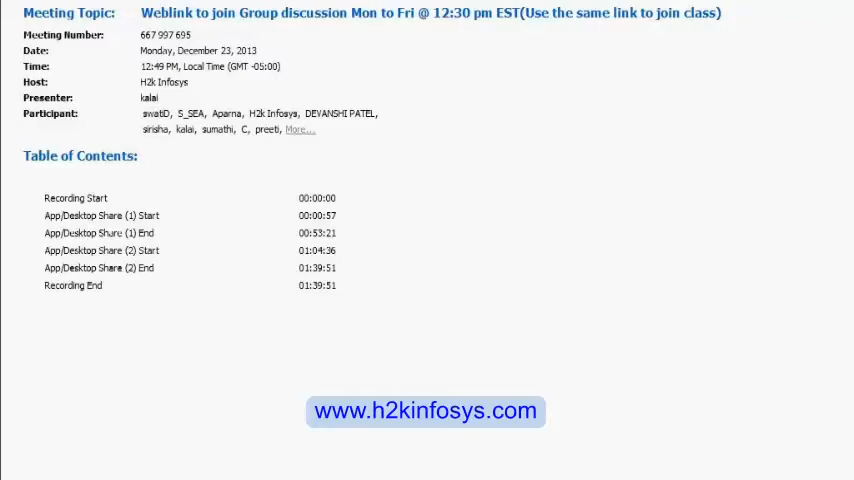 Meeting Topic: Weblink to join Group discussion Mon to Fri @ 12:30 pm EST(Use the same link to join class)
Meeting Number: 667 997 695
Date: Monday, December 23, 2013
Time: 12:49 PM, Local Time (GMT -05:00)
Host: H2k Infosys
Presenter: kalai
Participant: swatiD, S_SEA, Aparna, H2k Infosys, DEVANSHI PATEL,
sirisha, kalai, sumathi, C, preeti, More...
Table of Contents:
Recording Start 00:00:00
App/Desktop Share (1) Start 00:00:57
App/Desktop Share (1) End 00:53:21
App/Desktop Share (2) Start 01:04:36
App/Desktop Share (2) End 01:39:51
Recording End 01:39:51
www.h2kinfosys.com